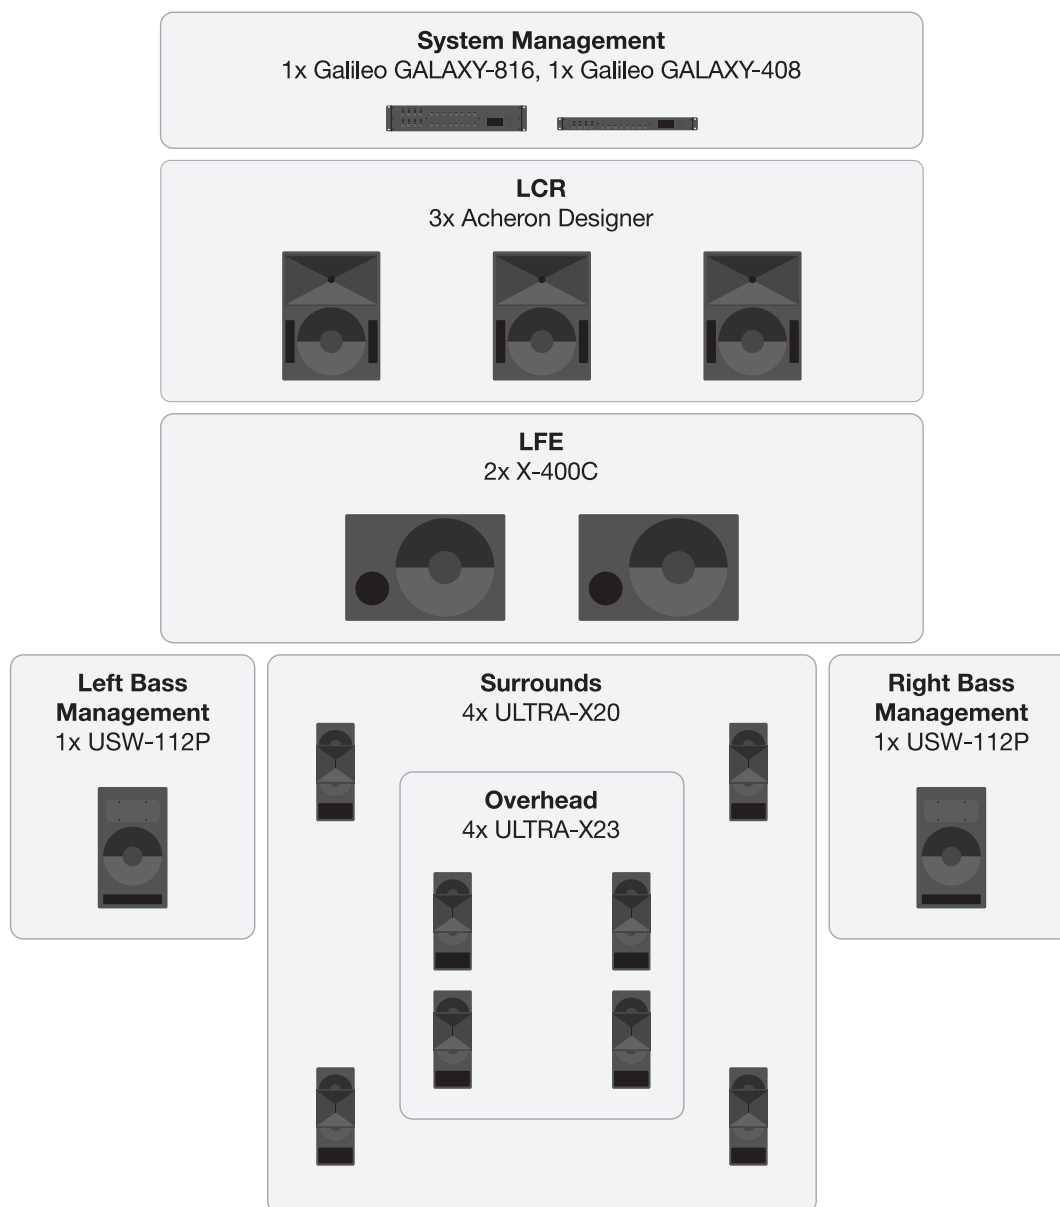 System Management
1x Galileo GALAXY-816, 1x Galileo GALAXY-408
LCR
3x Acheron Designer
LFE
2x X-400C
Left Bass
Management
1x USW-112P
Surrounds
4x ULTRA-X20
Overhead
4x ULTRA-X23
Right Bass
Management
1x USW-112P